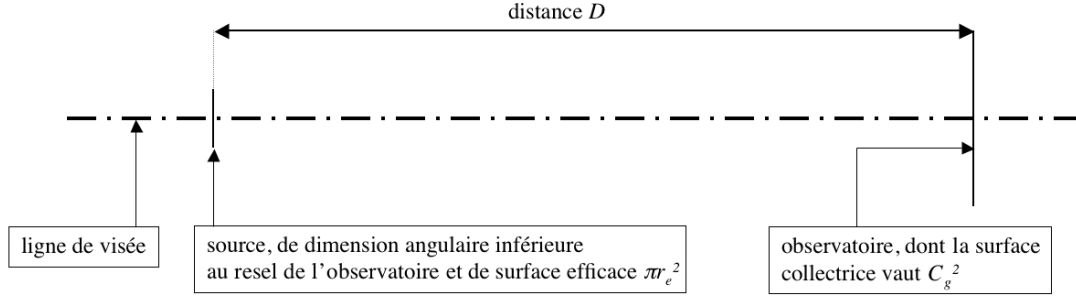 distance D
ligne de visée
source, de dimension angulaire inférieure
au resel de l'observatoire et de surface efficace πrₑ²
observatoire, dont la surface
collectrice vaut C_g²